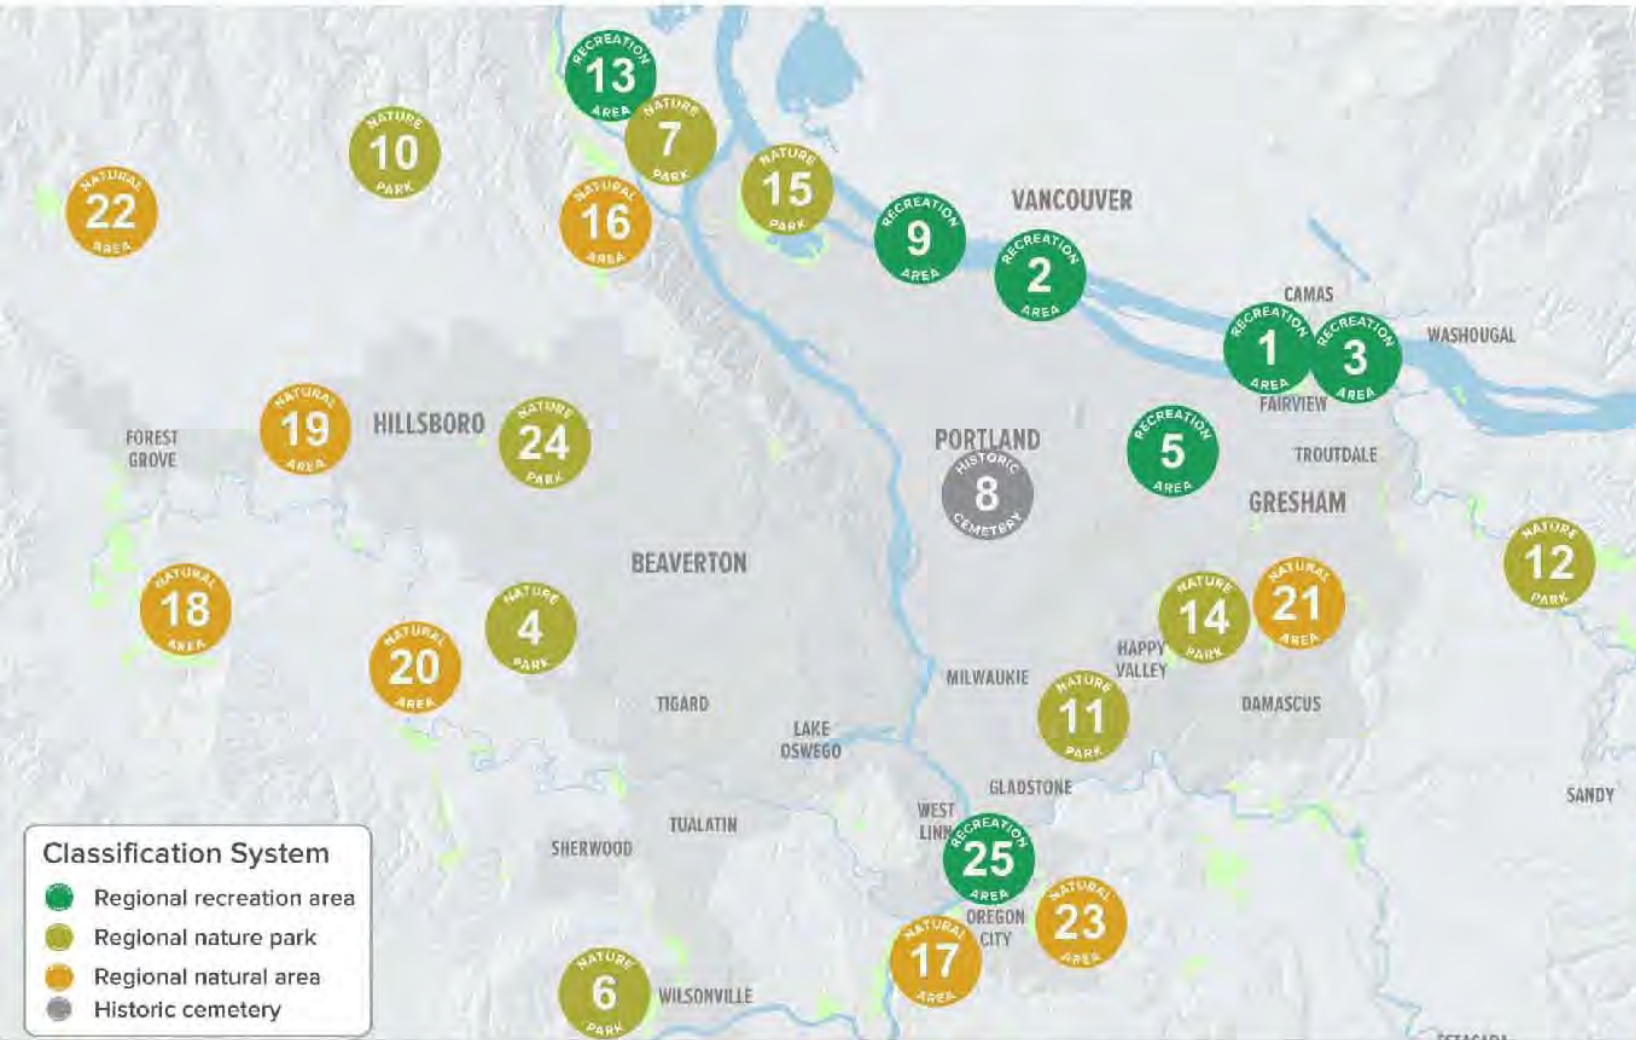 RECREATION
13
AREA
NATURE
7
PARK
NATURE
10
PARK
NATURE
15
PARK
NATURAL
22
AREA
NATURAL
16
AREA
RECREATION
9
AREA
VANCOUVER
RECREATION
2
AREA
CAMAS
RECREATION
1
AREA
RECREATION
3
AREA
WASHOUGAL
FAIRVIEW
NATURAL
19
AREA
HILLSBORO
NATURE
24
PARK
FOREST
GROVE
PORTLAND
HISTORIC
8
CEMETERY
RECREATION
5
AREA
TROUTDALE
GRESHAM
NATURE
12
PARK
BEAVERTON
NATURAL
18
AREA
NATURE
4
PARK
NATURAL
20
AREA
NATURE
14
PARK
NATURAL
21
AREA
HAPPY
VALLEY
MILWAUKIE
NATURE
11
PARK
DAMASCUS
TIGARD
LAKE
OSWEGO
GLADSTONE
SANDY
WEST
LINN
TUALATIN
SHERWOOD
RECREATION
25
AREA
OREGON
CITY
NATURAL
23
AREA
NATURAL
17
AREA
NATURE
6
PARK
WILSONVILLE
Classification System
Regional recreation area
Regional nature park
Regional natural area
Historic cemetery